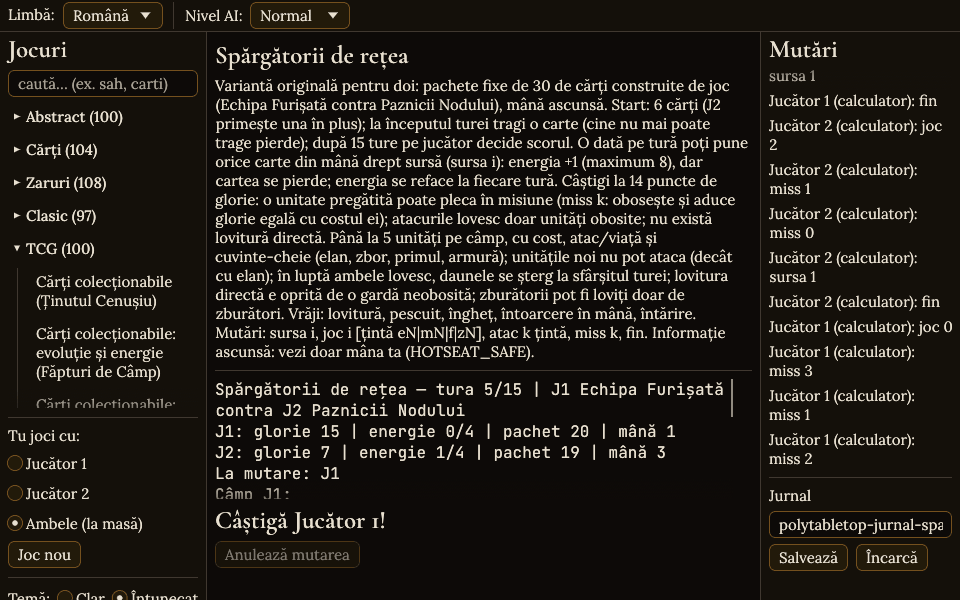 Limbă: Română ▼ Nivel AI: Normal ▼
Jocuri
caută... (ex. sah, carti)
▸ Abstract (100)
▸ Cărți (104)
▸ Zaruri (108)
▸ Clasic (97)
▾ TCG (100)
Cărți colecționabile
(Ținutul Cenușiu)
Cărți colecționabile:
evoluție și energie
(Făpturi de Câmp)
Cărți colecționabile:
Tu joci cu:
Jucător 1
Jucător 2
Ambele (la masă)
Joc nou
Temă: Clar Întunecat
Spărgătorii de rețea
Variantă originală pentru doi: pachete fixe de 30 de cărți construite de joc
(Echipa Furișată contra Paznicii Nodului), mână ascunsă. Start: 6 cărți (J2
primește una în plus); la începutul turei tragi o carte (cine nu mai poate
trage pierde); după 15 ture pe jucător decide scorul. O dată pe tură poți pune
orice carte din mână drept sursă (sursa i): energia +1 (maximum 8), dar
cartea se pierde; energia se reface la fiecare tură. Câștigi la 14 puncte de
glorie: o unitate pregătită poate pleca în misiune (miss k: obosește și aduce
glorie egală cu costul ei); atacurile lovesc doar unități obosite; nu există
lovitură directă. Până la 5 unități pe câmp, cu cost, atac/viață și
cuvinte-cheie (elan, zbor, primul, armură); unitățile noi nu pot ataca (decât
cu elan); în luptă ambele lovesc, daunele se șterg la sfârșitul turei; lovitura
directă e oprită de o gardă neobosită; zburătorii pot fi loviți doar de
zburători. Vrăji: lovitură, pescuit, îngheț, întoarcere în mână, întărire.
Mutări: sursa i, joc i [țintă eN|mN|f|zN], atac k țintă, miss k, fin. Informație
ascunsă: vezi doar mâna ta (HOTSEAT_SAFE).
Spărgătorii de rețea — tura 5/15 | J1 Echipa Furișată
contra J2 Paznicii Nodului
J1: glorie 15 | energie 0/4 | pachet 20 | mână 1
J2: glorie 7 | energie 1/4 | pachet 19 | mână 3
La mutare: J1
Câmp J1:
Câștigă Jucător 1!
Anulează mutarea
Mutări
sursa 1
Jucător 1 (calculator): fin
Jucător 2 (calculator): joc
2
Jucător 2 (calculator):
miss 1
Jucător 2 (calculator):
miss 0
Jucător 2 (calculator):
sursa 1
Jucător 2 (calculator): fin
Jucător 1 (calculator): joc 0
Jucător 1 (calculator):
miss 3
Jucător 1 (calculator):
miss 1
Jucător 1 (calculator):
miss 2
Jurnal
polytabletop-jurnal-spa
Salvează Încarcă